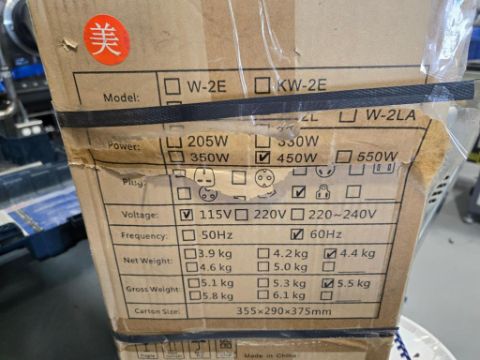 美
Model: ☐ W-2E ☐ KW-2E
☐ W-2LA
Power: ☐ 205W ☐ 330W
☐ 350W ☑ 450W ☐ 550W
Plug:
Voltage: ☑ 115V ☐ 220V ☐ 220~240V
Frequency: ☐ 50Hz ☑ 60Hz
Net Weight: ☐ 3.9 kg ☐ 4.2 kg ☑ 4.4 kg
☐ 4.6 kg ☐ 5.0 kg ☐
Gross Weight: ☐ 5.1 kg ☐ 5.3 kg ☑ 5.5 kg
☐ 5.8 kg ☐ 6.1 kg ☐
Carton Size: 355×290×375mm
Made in China